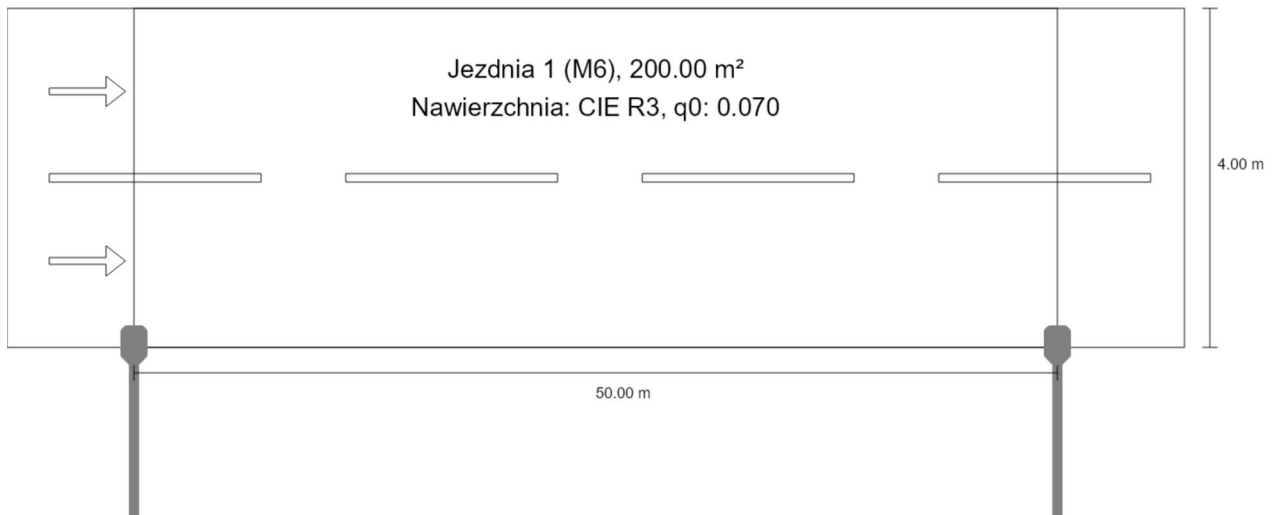 Jezdnia 1 (M6), 200.00 m²
Nawierzchnia: CIE R3, q0: 0.070
4.00 m
50.00 m